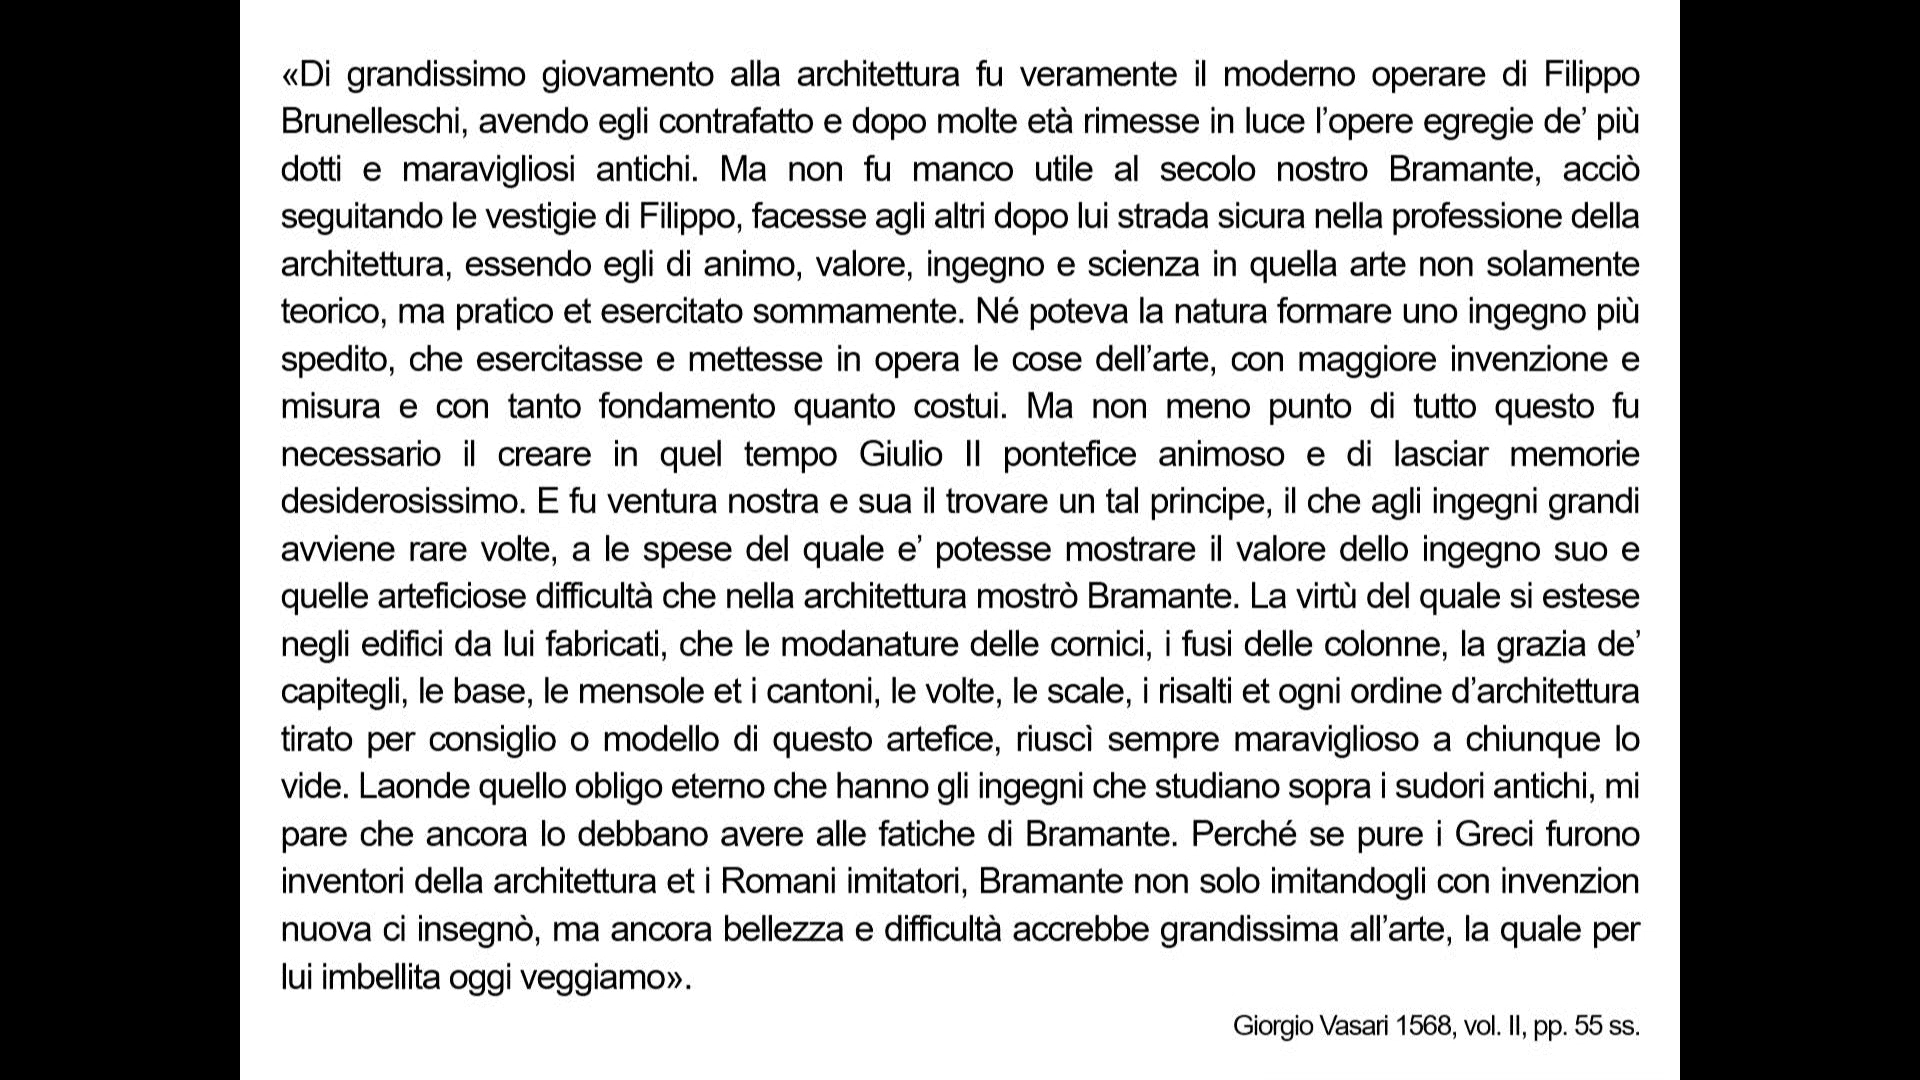 «Di grandissimo giovamento alla architettura fu veramente il moderno operare di Filippo
Brunelleschi, avendo egli contrafatto e dopo molte età rimesse in luce l’opere egregie de’ più
dotti e maravigliosi antichi. Ma non fu manco utile al secolo nostro Bramante, acciò
seguitando le vestigie di Filippo, facesse agli altri dopo lui strada sicura nella professione della
architettura, essendo egli di animo, valore, ingegno e scienza in quella arte non solamente
teorico, ma pratico et esercitato sommamente. Né poteva la natura formare uno ingegno più
spedito, che esercitasse e mettesse in opera le cose dell’arte, con maggiore invenzione e
misura e con tanto fondamento quanto costui. Ma non meno punto di tutto questo fu
necessario il creare in quel tempo Giulio II pontefice animoso e di lasciar memorie
desiderosissimo. E fu ventura nostra e sua il trovare un tal principe, il che agli ingegni grandi
avviene rare volte, a le spese del quale e’ potesse mostrare il valore dello ingegno suo e
quelle arteficiose difficultà che nella architettura mostrò Bramante. La virtù del quale si estese
negli edifici da lui fabricati, che le modanature delle cornici, i fusi delle colonne, la grazia de’
capitegli, le base, le mensole et i cantoni, le volte, le scale, i risalti et ogni ordine d’architettura
tirato per consiglio o modello di questo artefice, riuscì sempre maraviglioso a chiunque lo
vide. Laonde quello obligo eterno che hanno gli ingegni che studiano sopra i sudori antichi, mi
pare che ancora lo debbano avere alle fatiche di Bramante. Perché se pure i Greci furono
inventori della architettura et i Romani imitatori, Bramante non solo imitandogli con invenzion
nuova ci insegnò, ma ancora bellezza e difficultà accrebbe grandissima all’arte, la quale per
lui imbellita oggi veggiamo».
Giorgio Vasari 1568, vol. II, pp. 55 ss.